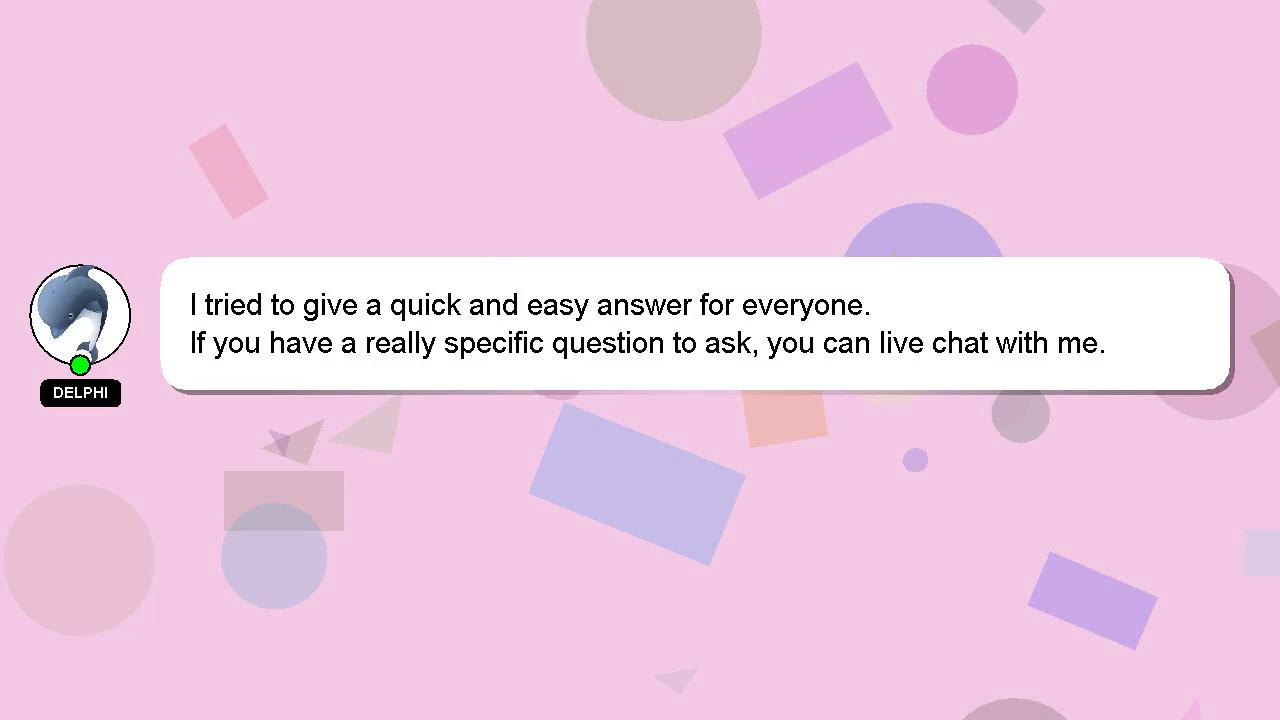 I tried to give a quick and easy answer for everyone.
If you have a really specific question to ask, you can live chat with me.
DELPHI